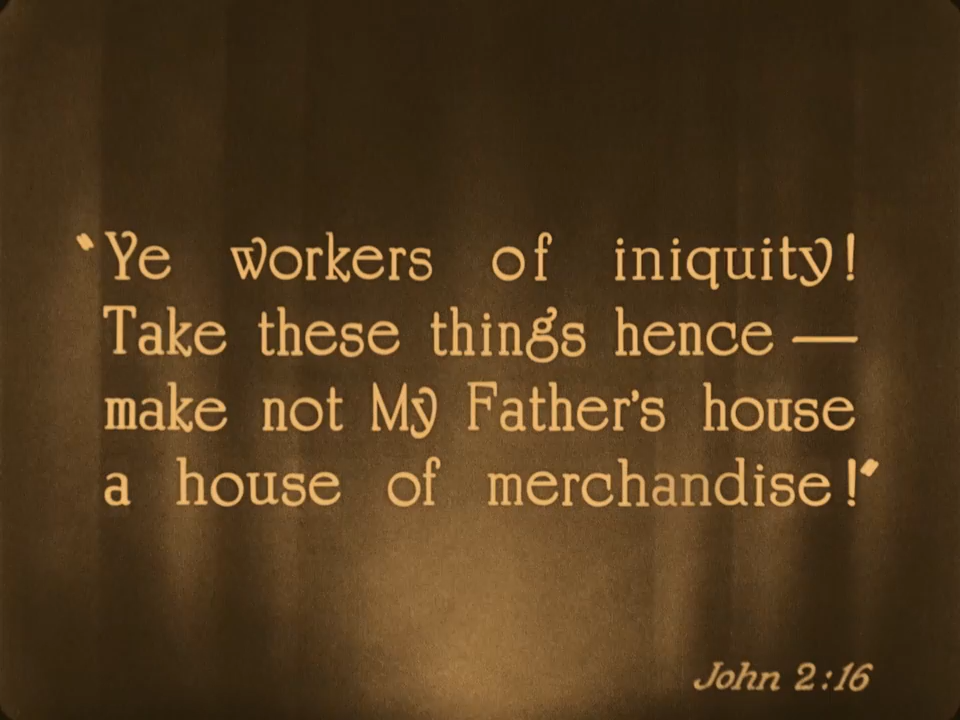 "Ye workers of iniquity!
Take these things hence —
make not My Father's house
a house of merchandise!"
John 2:16